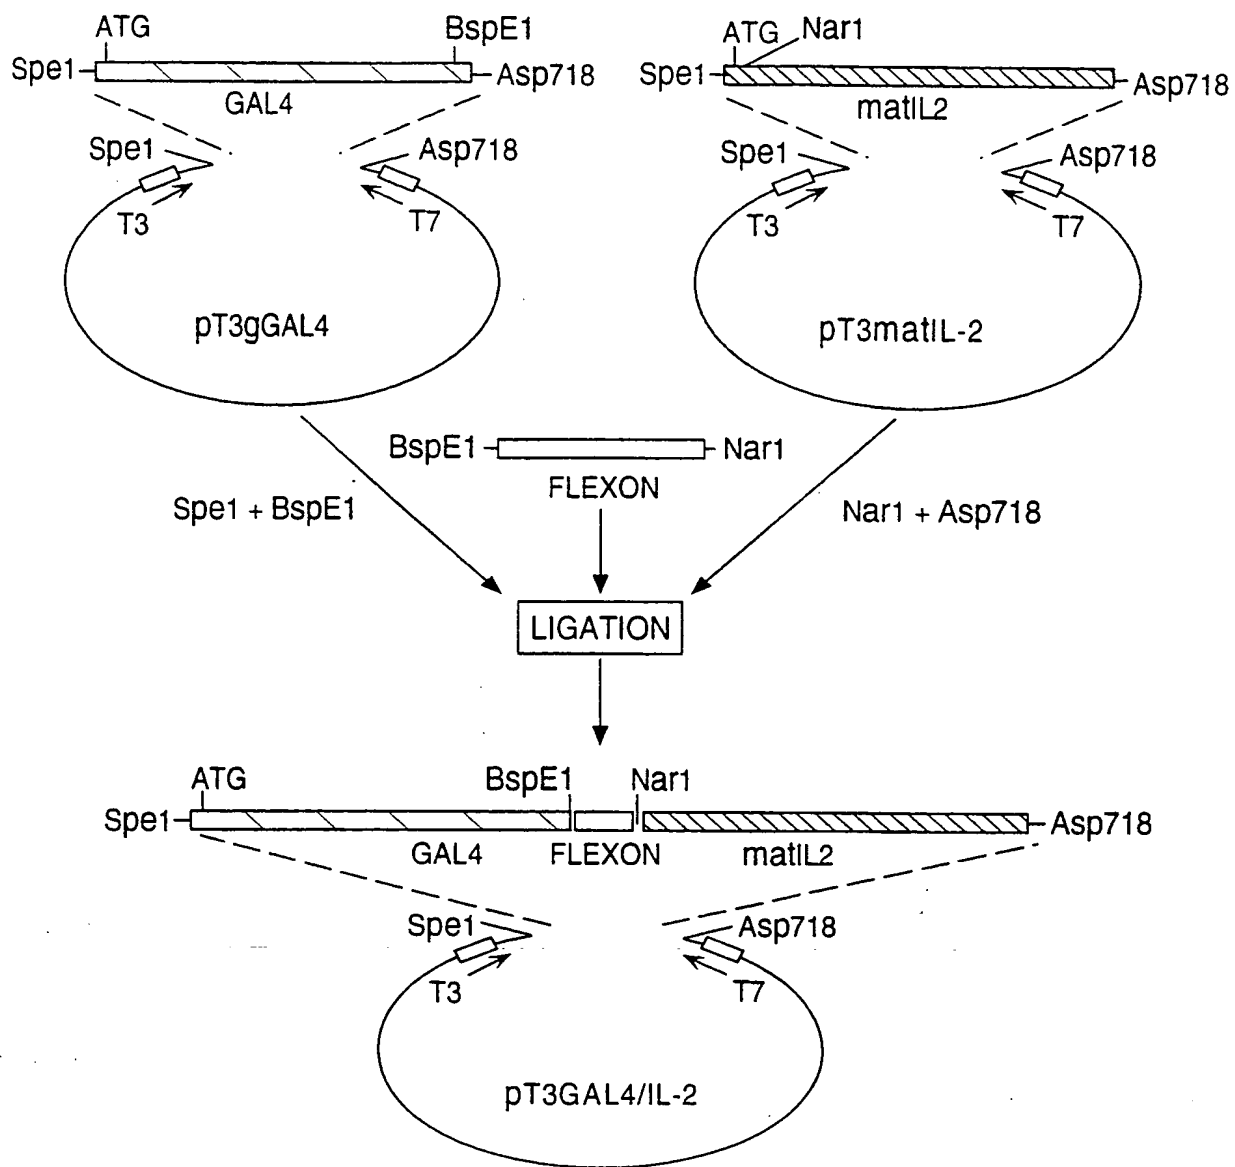 ATG
BspE1
Spe1
Asp718
GAL4
Spe1
Asp718
T3
T7
pT3gGAL4
ATG
Nar1
Spe1
Asp718
matIL2
Spe1
Asp718
T3
T7
pT3matIL-2
BspE1
Nar1
FLEXON
Spe1 + BspE1
Nar1 + Asp718
LIGATION
ATG
BspE1
Nar1
Spe1
Asp718
GAL4
FLEXON
matIL2
Spe1
Asp718
T3
T7
pT3GAL4/IL-2